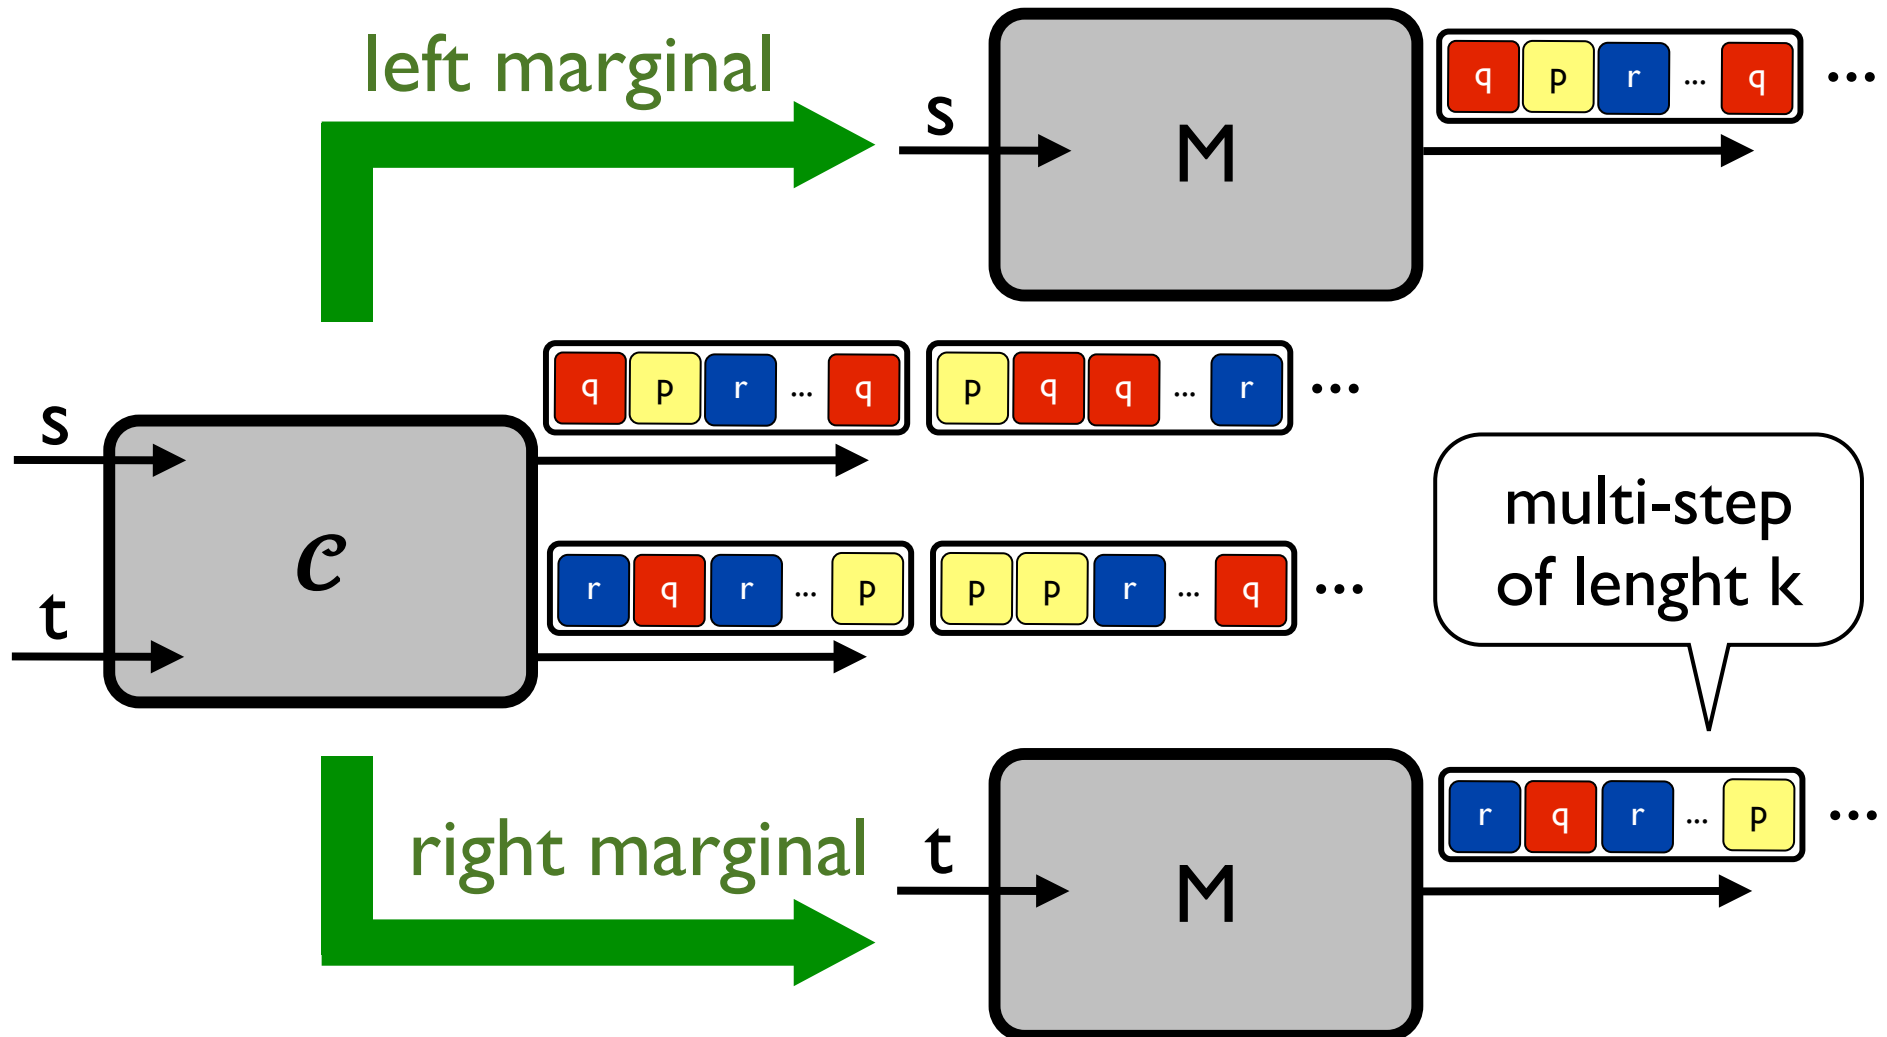 left marginal
s
M
q p r ... q ...
q p r ... q p q q ... r ...
s
C
t
r q r ... p p p r ... q ...
multi-step
of lenght k
right marginal
t
M
r q r ... p ...